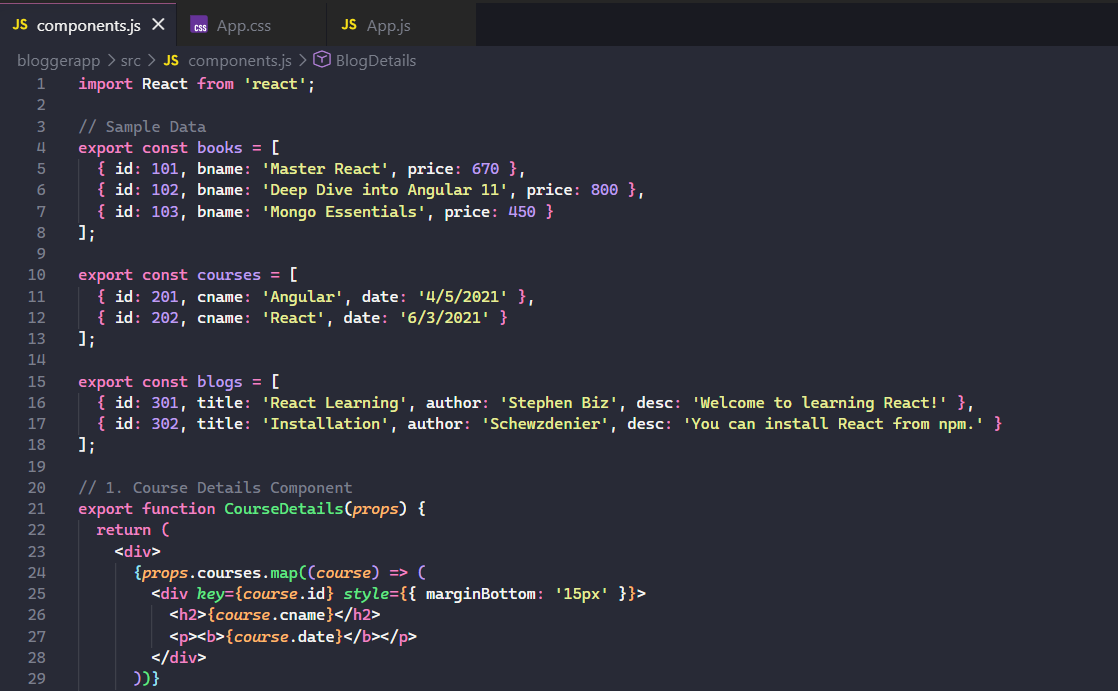 JS components.js × css App.css JS App.js
bloggerapp > src > JS components.js > BlogDetails
1 import React from 'react';
2
3 // Sample Data
4 export const books = [
5 { id: 101, bname: 'Master React', price: 670 },
6 { id: 102, bname: 'Deep Dive into Angular 11', price: 800 },
7 { id: 103, bname: 'Mongo Essentials', price: 450 }
8 ];
9
10 export const courses = [
11 { id: 201, cname: 'Angular', date: '4/5/2021' },
12 { id: 202, cname: 'React', date: '6/3/2021' }
13 ];
14
15 export const blogs = [
16 { id: 301, title: 'React Learning', author: 'Stephen Biz', desc: 'Welcome to learning React!' },
17 { id: 302, title: 'Installation', author: 'Schewzdenier', desc: 'You can install React from npm.' }
18 ];
19
20 // 1. Course Details Component
21 export function CourseDetails(props) {
22 return (
23 <div>
24 {props.courses.map((course) => (
25 <div key={course.id} style={{ marginBottom: '15px' }}>
26 <h2>{course.cname}</h2>
27 <p><b>{course.date}</b></p>
28 </div>
29 ))}